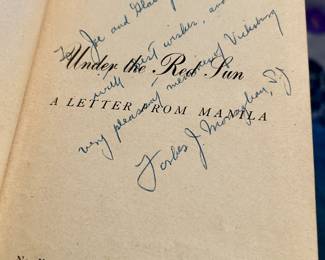 To Joe and
with best wishes, and
Under the Red Sun
very pleasant memories Vicksburg
A LETTER FROM MANILA
Forbes J. Monaghan, S.J.